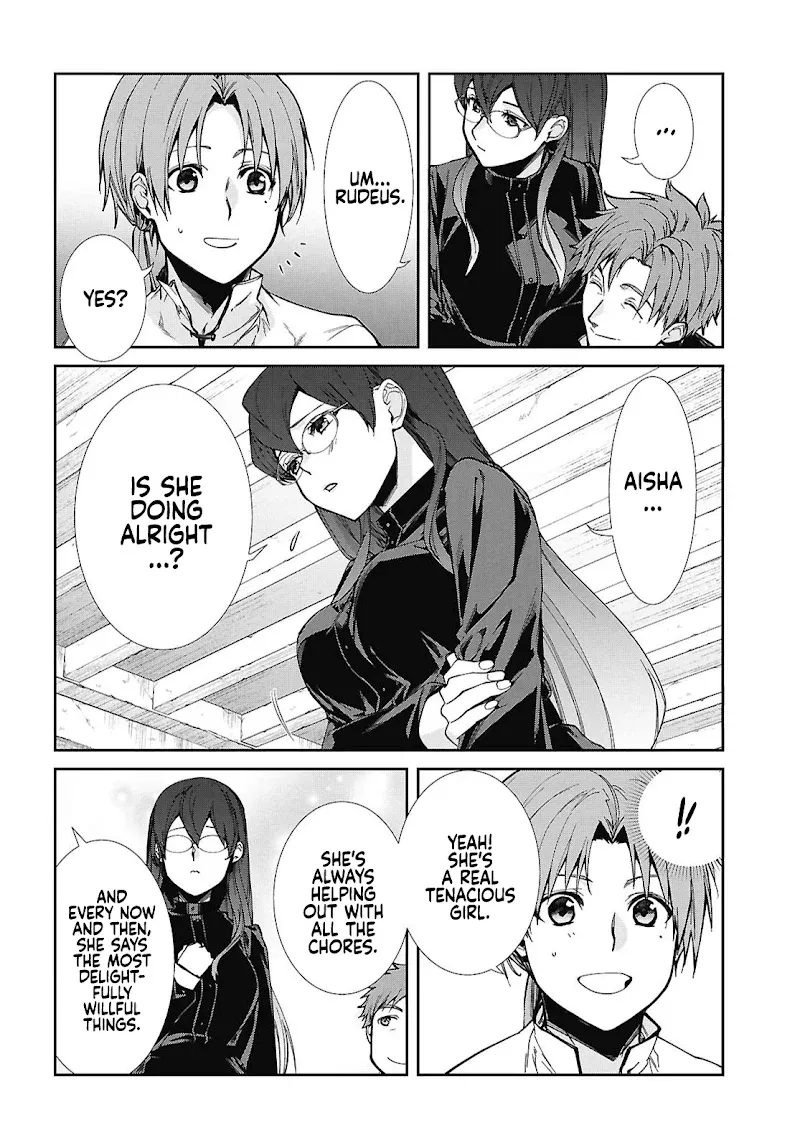 ...
UM...
RUDEUS.
YES?
AISHA
...
IS SHE
DOING
ALRIGHT
...?
!!
YEAH!
SHE'S
A REAL
TENACIOUS
GIRL.
SHE'S
ALWAYS
HELPING
OUT WITH
ALL THE
CHORES.
AND
EVERY NOW
AND THEN,
SHE SAYS
THE MOST
DELIGHT-
FULLY
WILLFUL
THINGS.